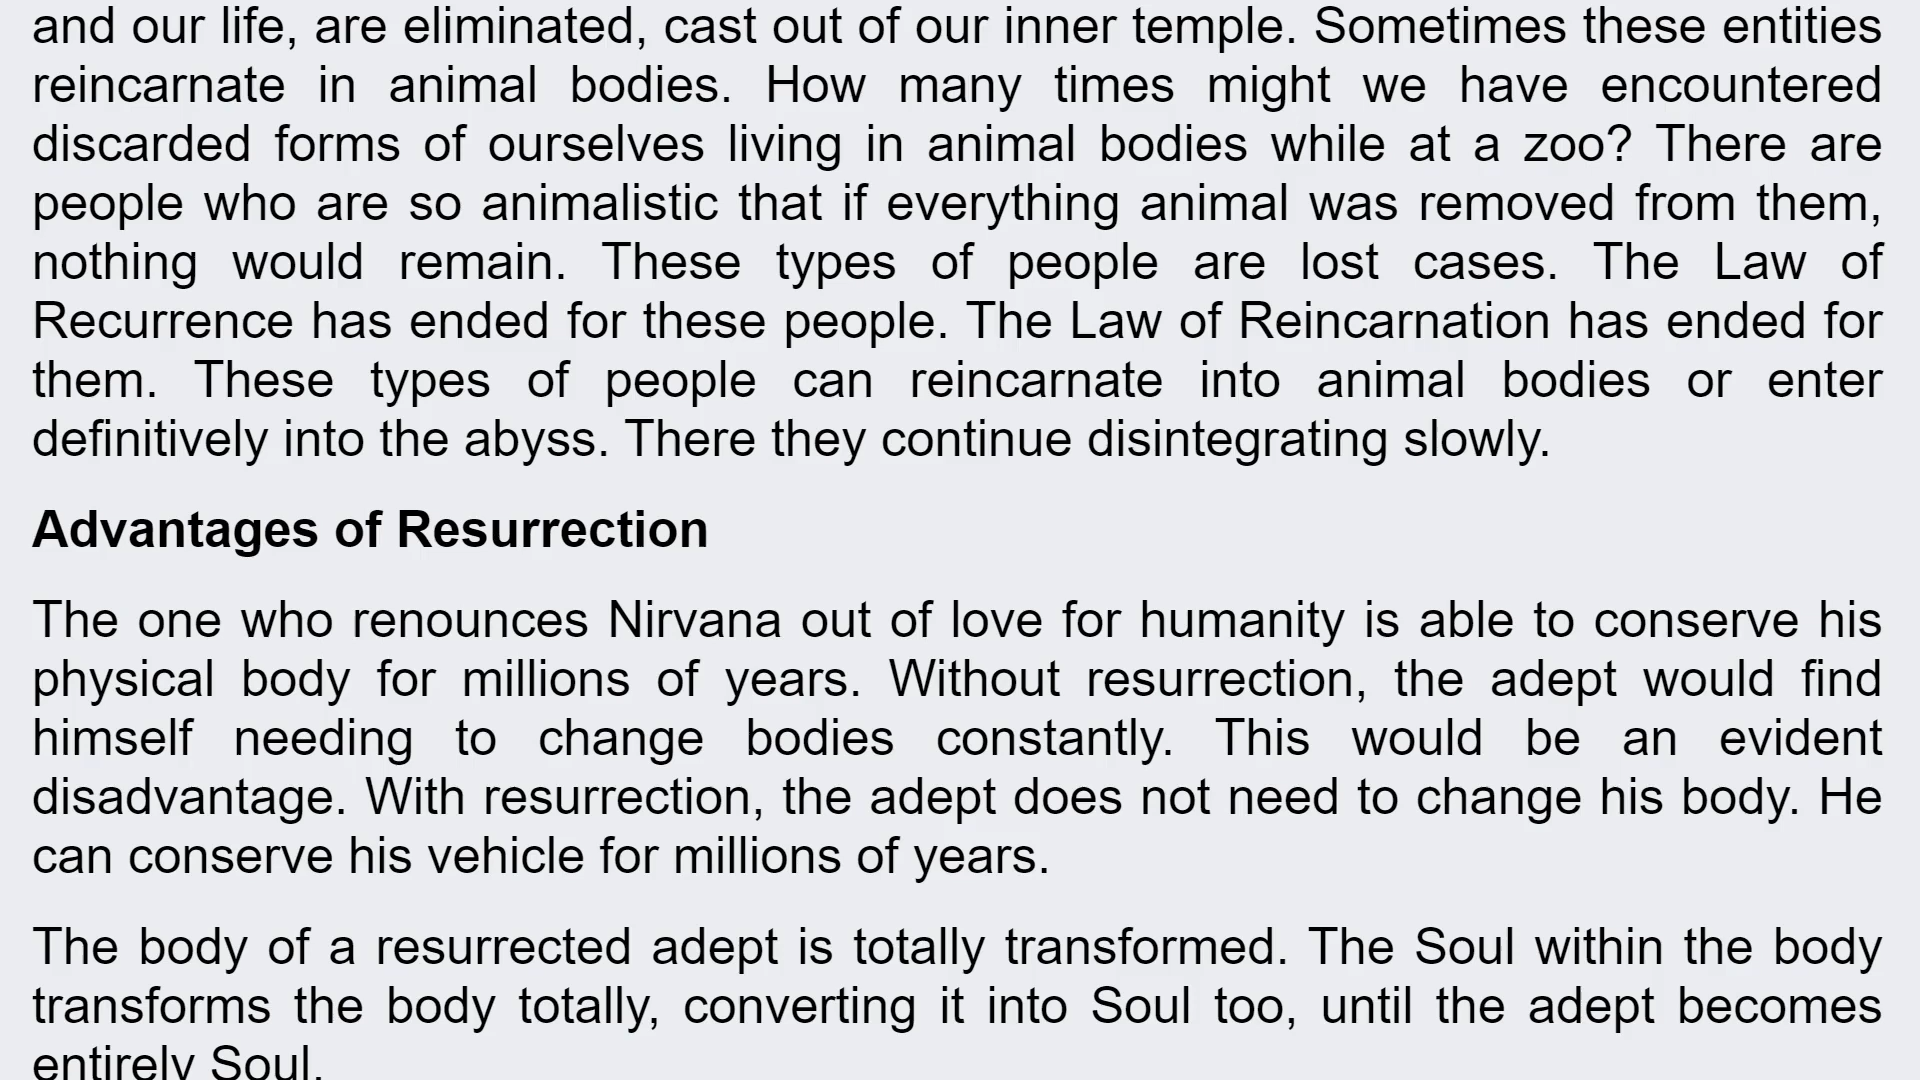 and our life, are eliminated, cast out of our inner temple. Sometimes these entities
reincarnate in animal bodies. How many times might we have encountered
discarded forms of ourselves living in animal bodies while at a zoo? There are
people who are so animalistic that if everything animal was removed from them,
nothing would remain. These types of people are lost cases. The Law of
Recurrence has ended for these people. The Law of Reincarnation has ended for
them. These types of people can reincarnate into animal bodies or enter
definitively into the abyss. There they continue disintegrating slowly.
Advantages of Resurrection
The one who renounces Nirvana out of love for humanity is able to conserve his
physical body for millions of years. Without resurrection, the adept would find
himself needing to change bodies constantly. This would be an evident
disadvantage. With resurrection, the adept does not need to change his body. He
can conserve his vehicle for millions of years.
The body of a resurrected adept is totally transformed. The Soul within the body
transforms the body totally, converting it into Soul too, until the adept becomes
entirely Soul.